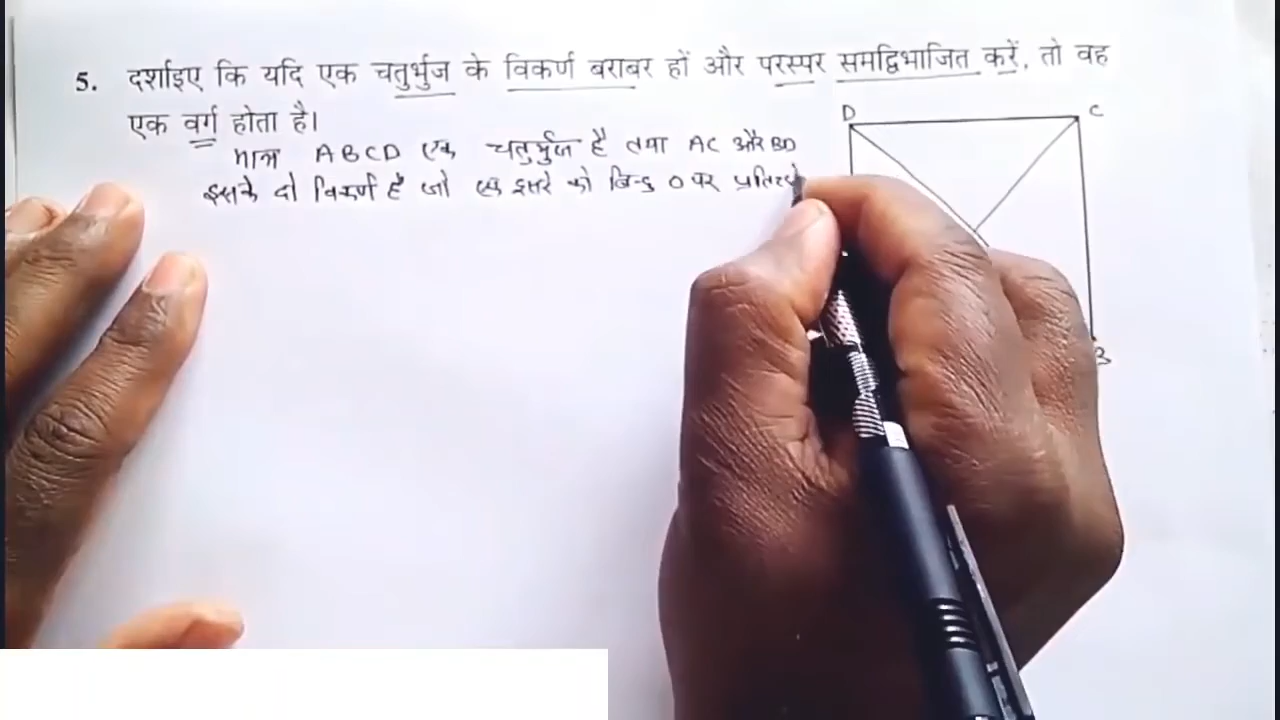 5. दर्शाइए कि यदि एक चतुर्भुज के विकर्ण बराबर हों और परस्पर समद्विभाजित करें, तो वह
एक वर्ग होता है।
माना ABCD एक चतुर्भुज है तथा AC और BD
इसके दो विकर्ण हैं जो एक दूसरे को बिन्दु O पर
D
C
B